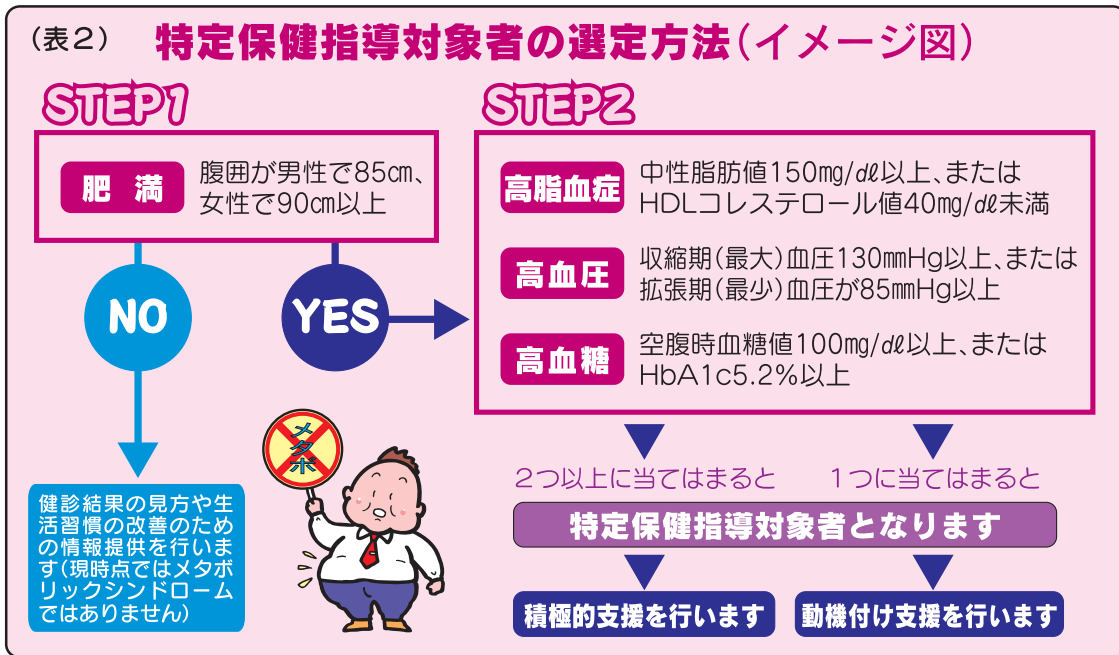 (表2) 特定保健指導対象者の選定方法(イメージ図)
STEP1
肥満
腹囲が男性で85㎝、
女性で90㎝以上
NO
YES
健診結果の見方や生
活習慣の改善のため
の情報提供を行いま
す(現時点ではメタボ
リックシンドローム
ではありません)
メタボ
STEP2
高脂血症
中性脂肪値150㎎/dℓ以上、または
HDLコレステロール値40㎎/dℓ未満
高血圧
収縮期(最大)血圧130㎜Hg以上、または
拡張期(最少)血圧が85㎜Hg以上
高血糖
空腹時血糖値100㎎/dℓ以上、または
HbA1c5.2%以上
2つ以上に当てはまると
1つに当てはまると
特定保健指導対象者となります
積極的支援を行います
動機付け支援を行います